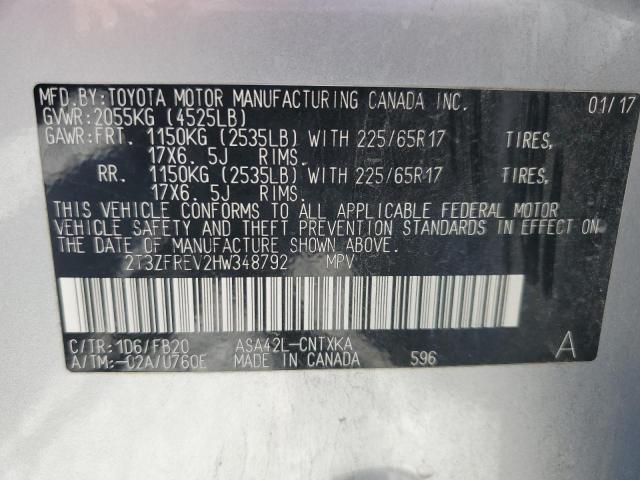 MFD.BY:TOYOTA MOTOR MANUFACTURING CANADA INC. 01/17
GVWR:2055KG (4525LB)
GAWR:FRT. 1150KG (2535LB) WITH 225/65R17 TIRES,
17X6.5J RIMS.
RR. 1150KG (2535LB) WITH 225/65R17 TIRES,
17X6.5J RIMS.
THIS VEHICLE CONFORMS TO ALL APPLICABLE FEDERAL MOTOR
VEHICLE SAFETY AND THEFT PREVENTION STANDARDS IN EFFECT ON
THE DATE OF MANUFACTURE SHOWN ABOVE.
2T3ZFREV2HW348792 MPV
C/TR:1D6/FB20 ASA42L-CNTXKA A
A/TM:-02A/U760E MADE IN CANADA 596